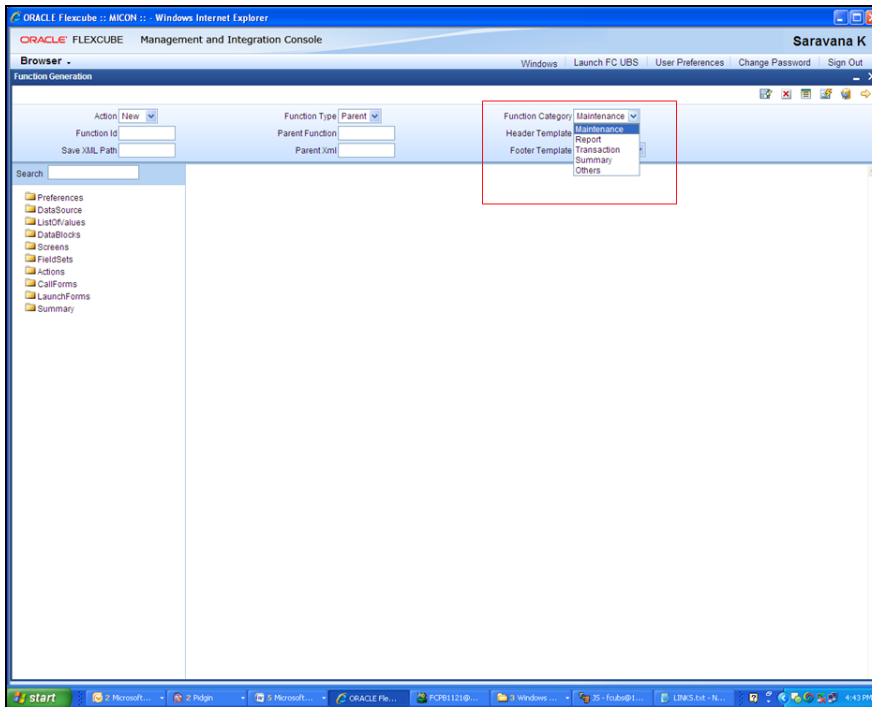 ORACLE Flexcube :: MICON :: - Windows Internet Explorer
ORACLE FLEXCUBE Management and Integration Console
Saravana K
Browser
Windows Launch FC UBS User Preferences Change Password Sign Out
Function Generation
Action New Function Type Parent Function Category Maintenance
Function Id Parent Function Header Template
Save XML Path Parent Xml Footer Template
Maintenance
Report
Transaction
Summary
Others
Search
Preferences
DataSource
ListOfValues
DataBlocks
Screens
FieldSets
Actions
CallForms
LaunchForms
Summary
start 2 Microsoft... 2 Pidgin 5 Microsoft... ORACLE Fle... FCPB1121@... 3 Windows ... JS - fcubs@1... LINKS.txt - N... 4:43 PM